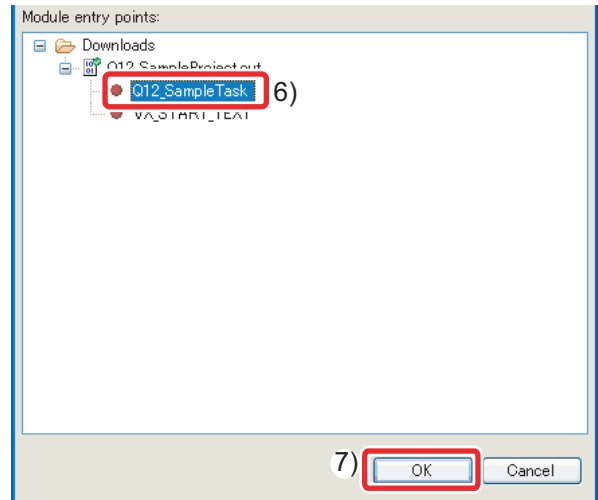 Module entry points:
Downloads
Q12_SampleProject.out
Q12_SampleTask 6)
VX_START_TEXT
7) OK Cancel